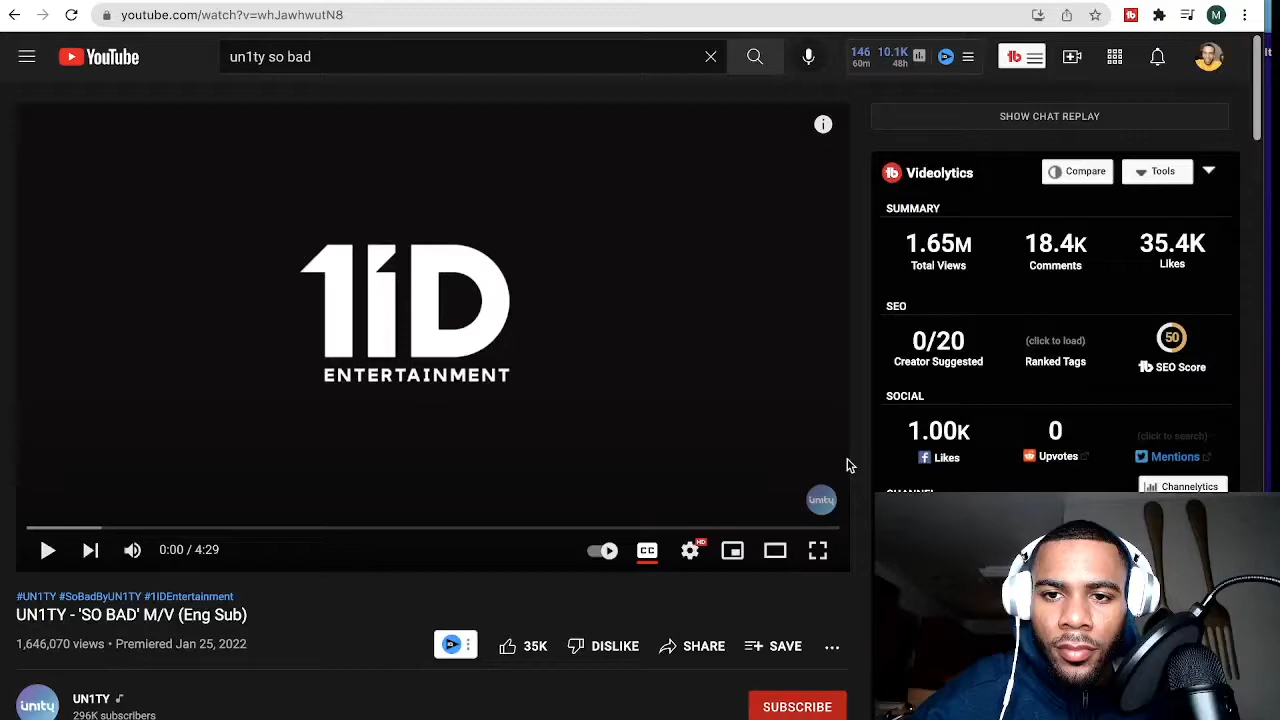 youtube.com/watch?v=whJawhwutN8
M
YouTube
un1ty so bad
146
60m
10.1K
48h
SHOW CHAT REPLAY
1iD
ENTERTAINMENT
unity
0:00 / 4:29
CC
HD
#UN1TY #SoBadByUN1TY #1IDEntertainment
UN1TY - 'SO BAD' M/V (Eng Sub)
1,646,070 views • Premiered Jan 25, 2022
35K
DISLIKE
SHARE
SAVE
unity
UN1TY
296K subscribers
SUBSCRIBE
Videolytics
Compare
Tools
SUMMARY
1.65M
Total Views
18.4K
Comments
35.4K
Likes
SEO
0/20
Creator Suggested
(click to load)
Ranked Tags
50
SEO Score
SOCIAL
1.00K
Likes
0
Upvotes
(click to search)
Mentions
Channelytics